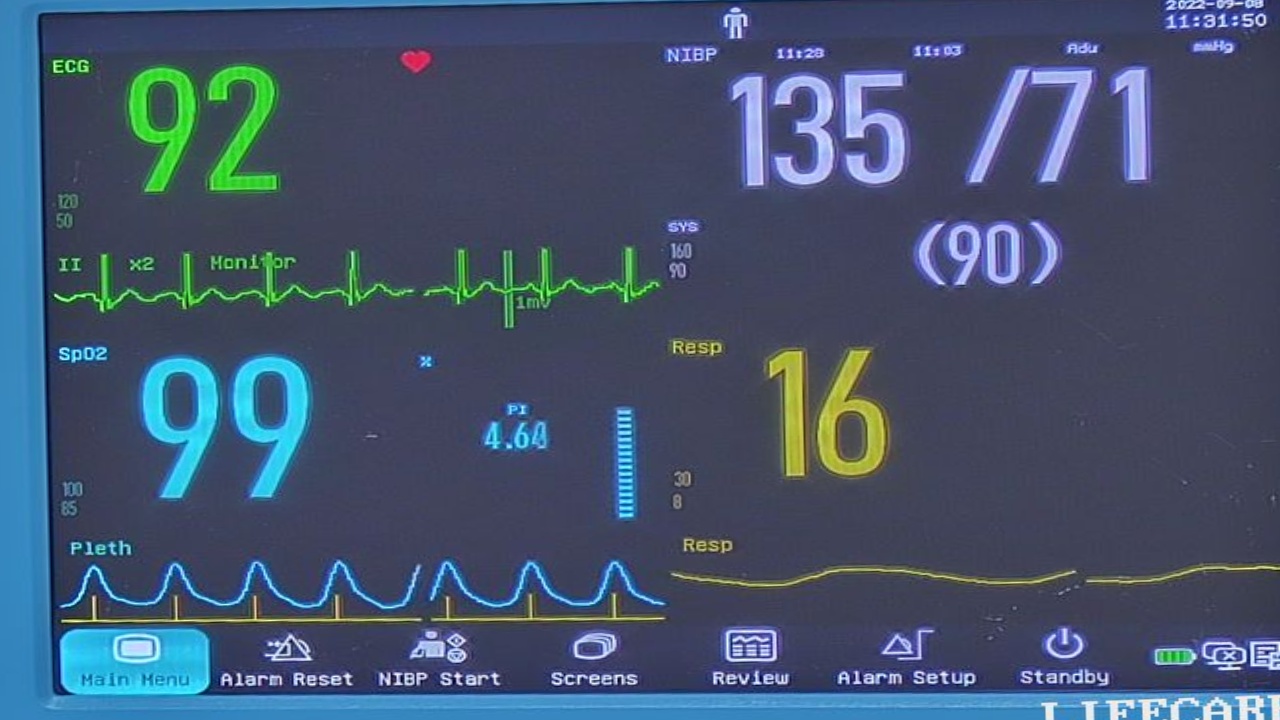 2022-09-08
11:31:50
ECG
92
120
50
NIBP 11:28 11:03 Adu mmHg
135 /71
SYS
160
90
(90)
II x2 Monitor
1mV
SpO2
99
%
PI
4.64
100
85
Resp
16
30
8
Pleth
Resp
Main Menu
Alarm Reset
NIBP Start
Screens
Review
Alarm Setup
Standby